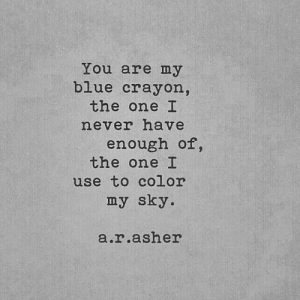 You are my
blue crayon,
the one I
never have
enough of,
the one I
use to color
my sky.
a.r.asher